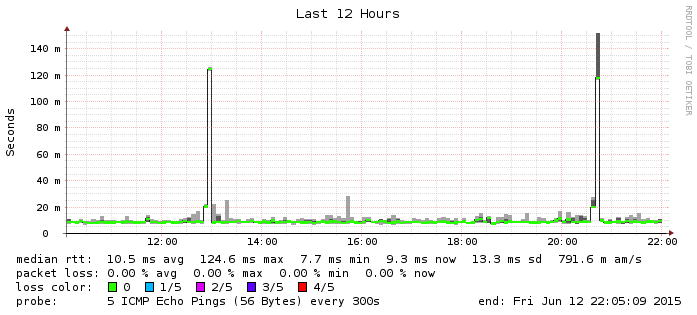 Last 12 Hours
RRDTOOL / TOBI OETIKER
Seconds
140 m
120 m
100 m
80 m
60 m
40 m
20 m
0
12:00 14:00 16:00 18:00 20:00 22:00
median rtt: 10.5 ms avg 124.6 ms max 7.7 ms min 9.3 ms now 13.3 ms sd 791.6 m am/s
packet loss: 0.00 % avg 0.00 % max 0.00 % min 0.00 % now
loss color: 0 1/5 2/5 3/5 4/5
probe: 5 ICMP Echo Pings (56 Bytes) every 300s end: Fri Jun 12 22:05:09 2015